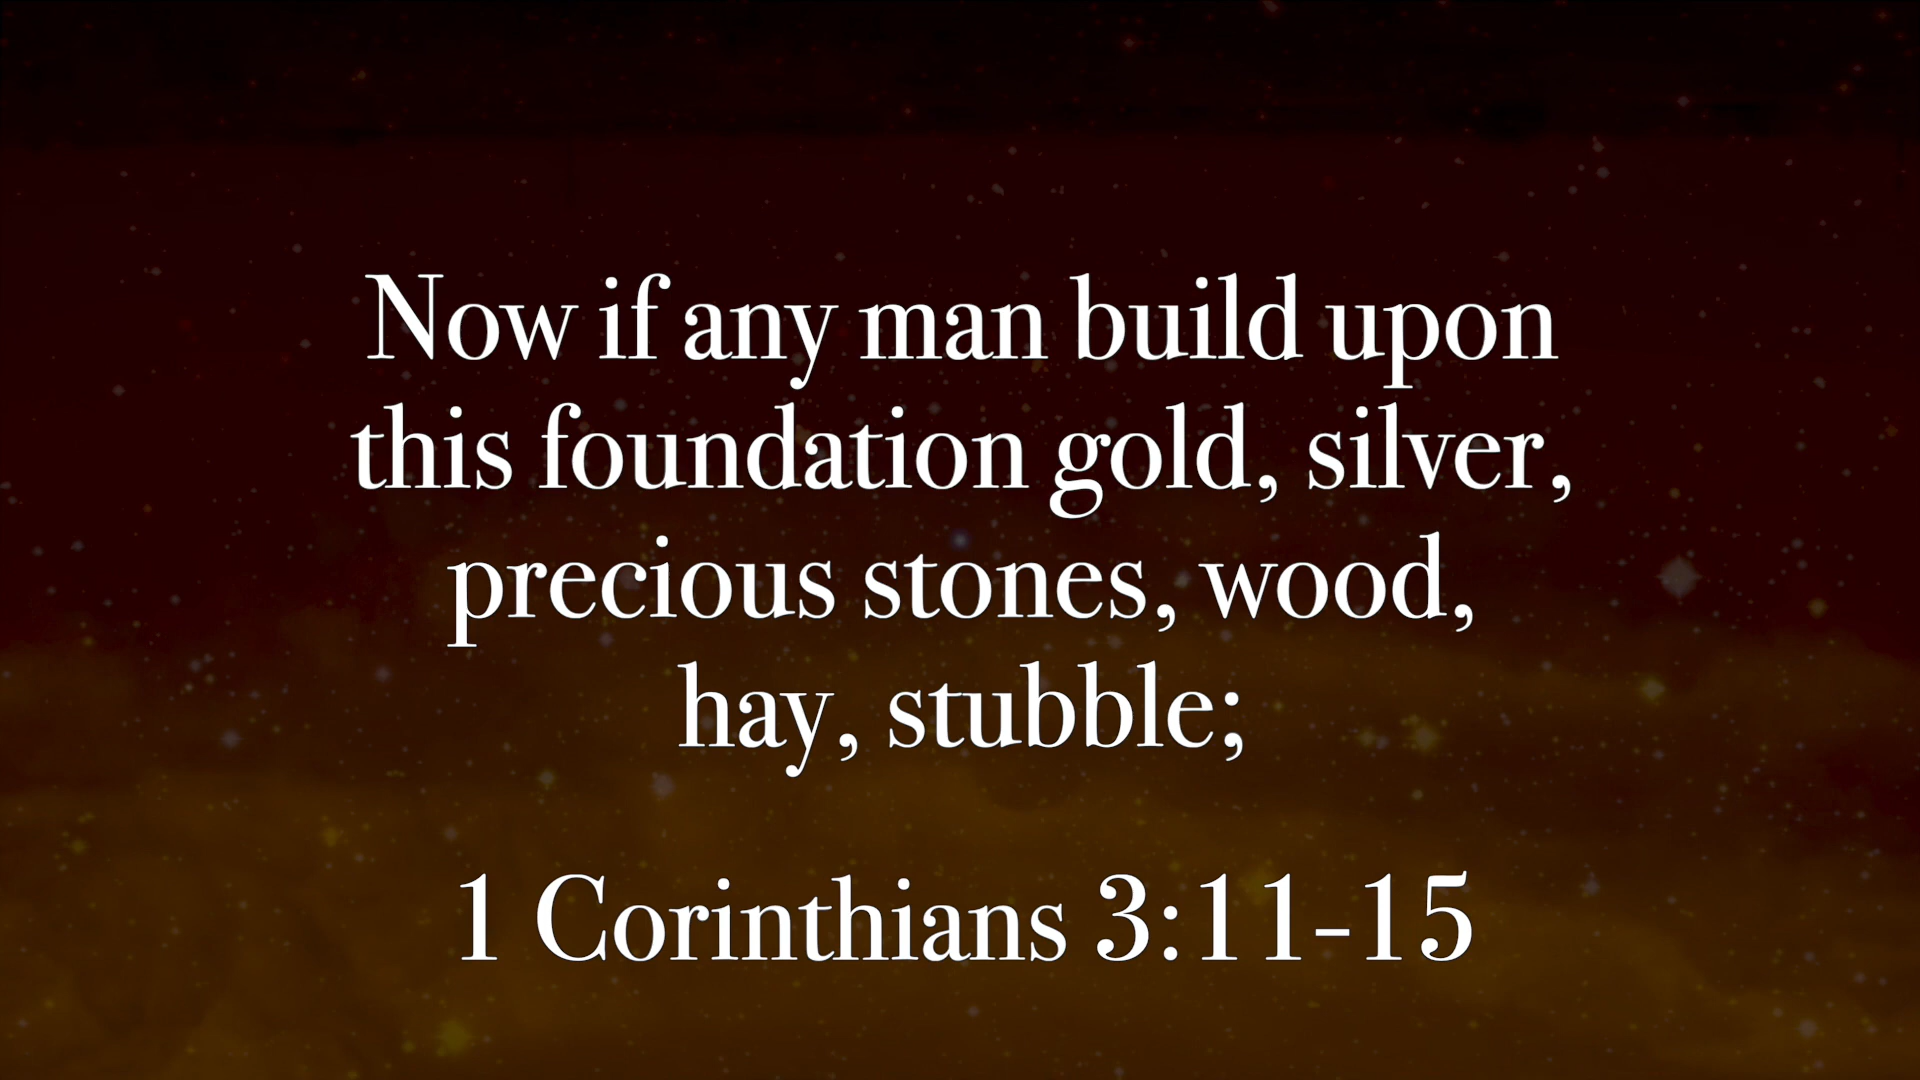 Now if any man build upon
this foundation gold, silver,
precious stones, wood,
hay, stubble;
1 Corinthians 3:11-15